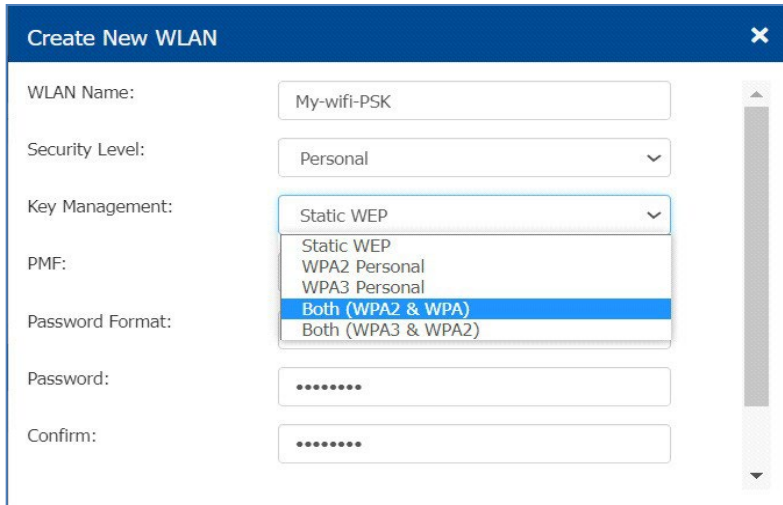 Create New WLAN
WLAN Name:
My-wifi-PSK
Security Level:
Personal
Key Management:
Static WEP
Static WEP
WPA2 Personal
WPA3 Personal
Both (WPA2 & WPA)
Both (WPA3 & WPA2)
PMF:
Password Format:
Password:
••••••••
Confirm:
••••••••